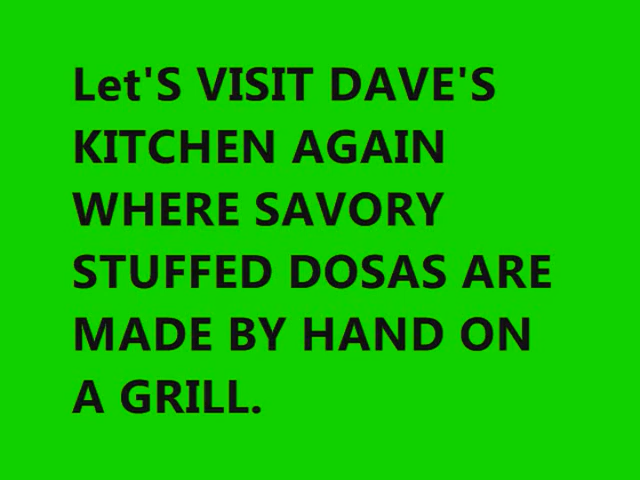 Let'S VISIT DAVE'S
KITCHEN AGAIN
WHERE SAVORY
STUFFED DOSAS ARE
MADE BY HAND ON
A GRILL.